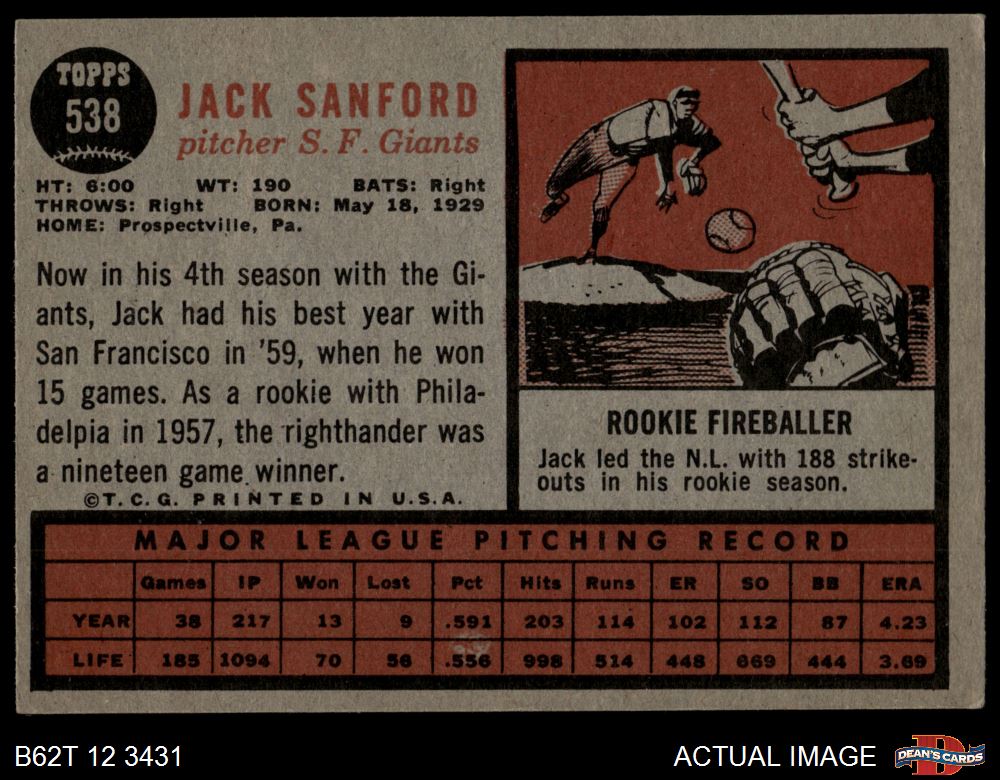 TOPPS
538
JACK SANFORD
pitcher S. F. Giants
HT: 6:00 WT: 190 BATS: Right
THROWS: Right BORN: May 18, 1929
HOME: Prospectville, Pa.
Now in his 4th season with the Gi-
ants, Jack had his best year with
San Francisco in '59, when he won
15 games. As a rookie with Phila-
delpia in 1957, the righthander was
a nineteen game winner.
©T. C. G. PRINTED IN U.S.A.
ROOKIE FIREBALLER
Jack led the N.L. with 188 strike-
outs in his rookie season.
MAJOR LEAGUE PITCHING RECORD
Games IP Won Lost Pct Hits Runs ER SO BB ERA
YEAR 38 217 13 9 .591 203 114 102 112 87 4.23
LIFE 185 1094 70 56 .556 998 514 448 669 444 3.69
B62T 12 3431
ACTUAL IMAGE
D
DEAN'S CARDS